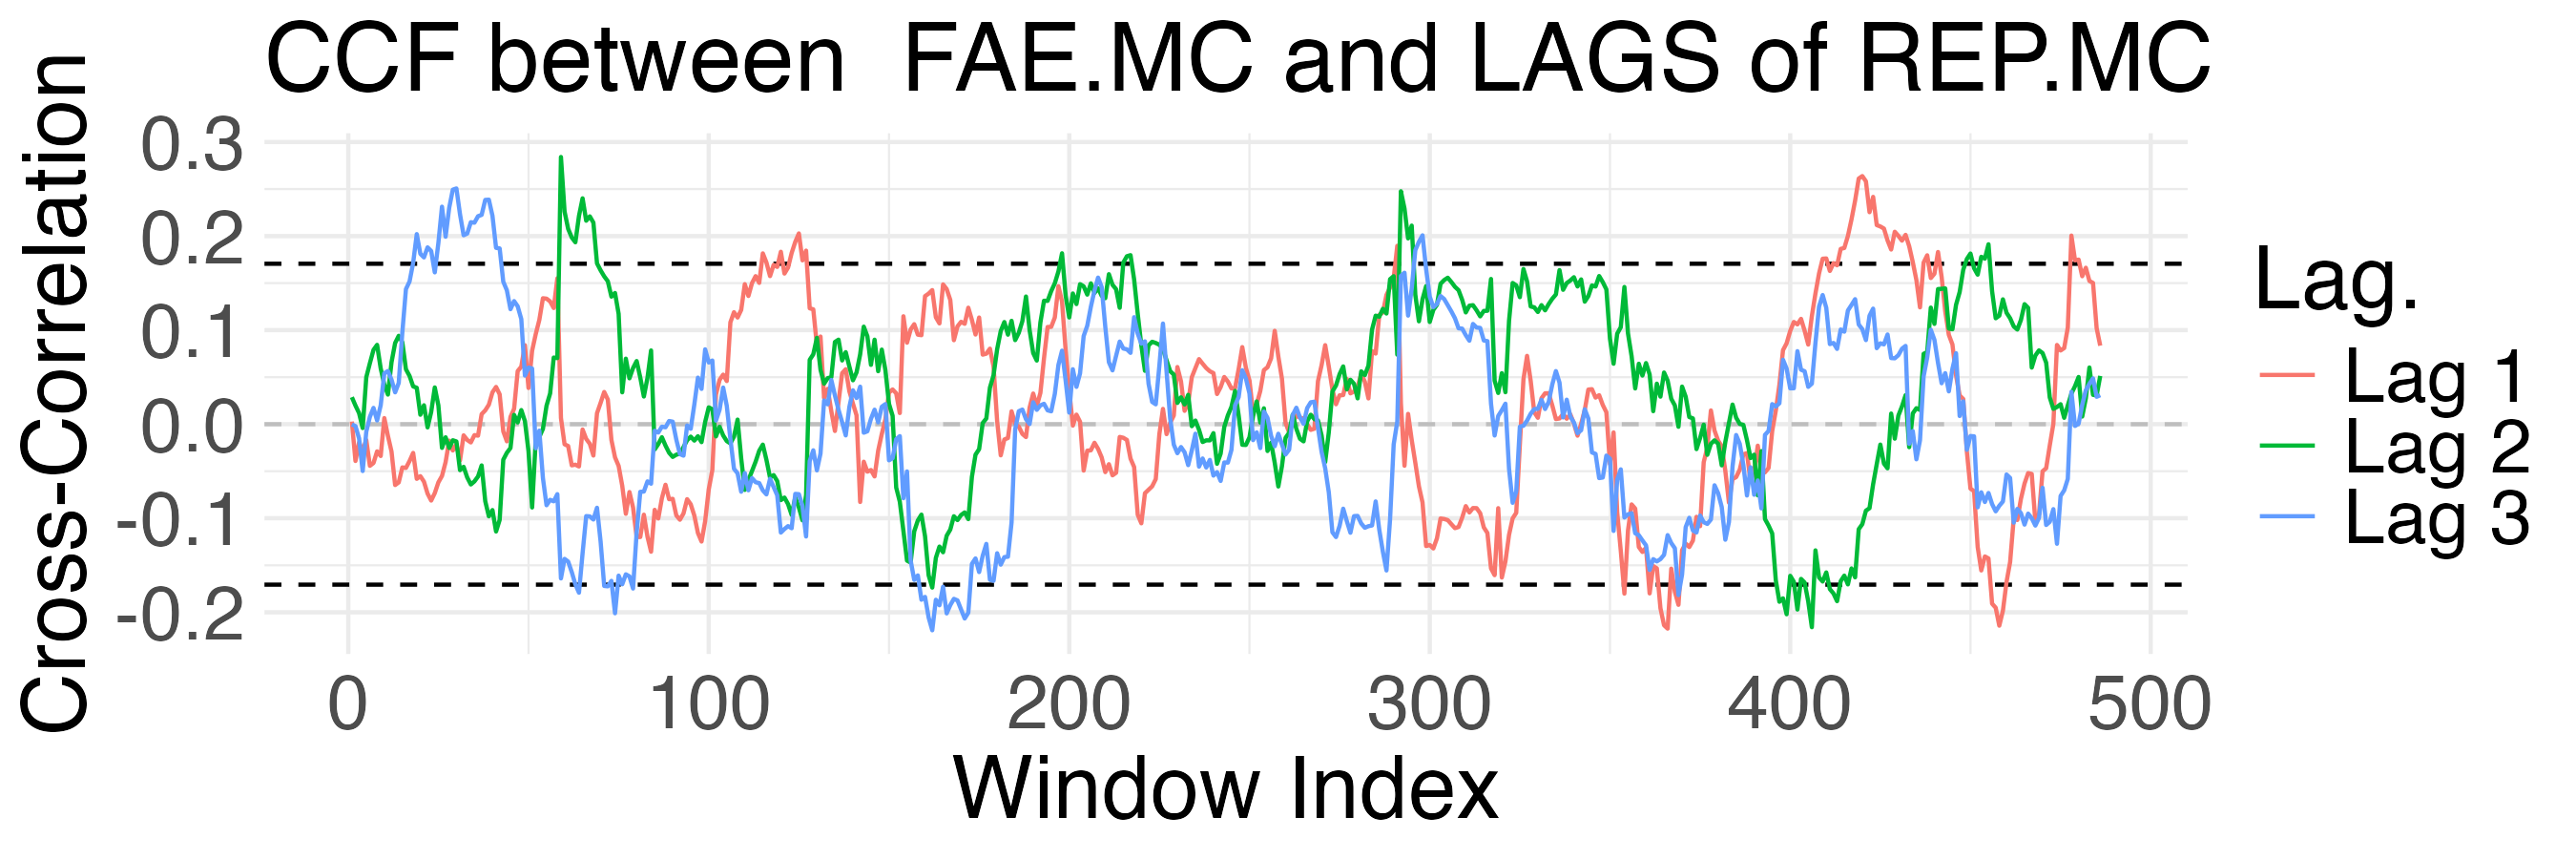 CCF between  FAE.MC and LAGS of REP.MC
Cross-Correlation
0.3
0.2
0.1
0.0
-0.1
-0.2
0 100 200 300 400 500
Window Index
Lag.
Lag 1
Lag 2
Lag 3